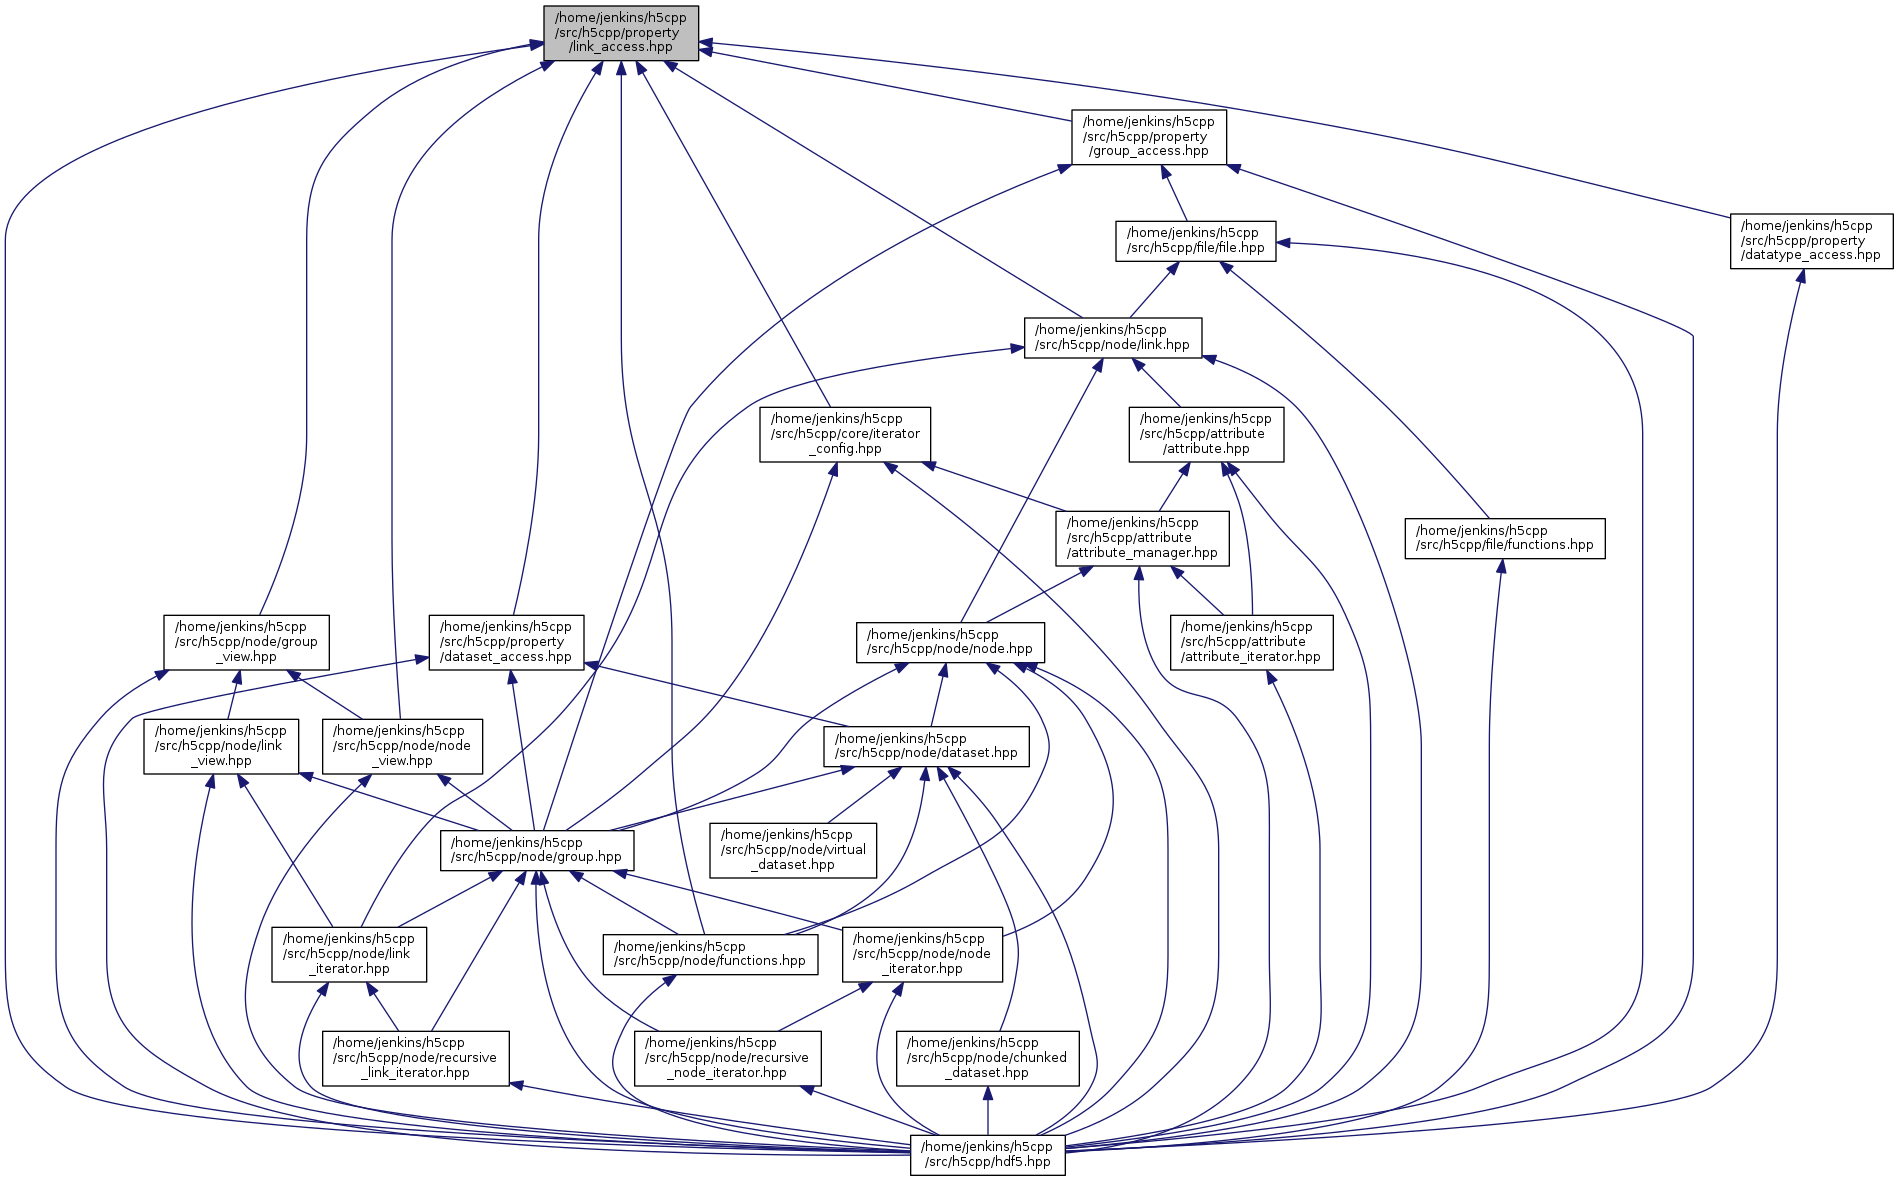 /home/jenkins/h5cpp
/src/h5cpp/property
/link_access.hpp
/home/jenkins/h5cpp
/src/h5cpp/property
/group_access.hpp
/home/jenkins/h5cpp
/src/h5cpp/file/file.hpp
/home/jenkins/h5cpp
/src/h5cpp/property
/datatype_access.hpp
/home/jenkins/h5cpp
/src/h5cpp/node/link.hpp
/home/jenkins/h5cpp
/src/h5cpp/core/iterator
_config.hpp
/home/jenkins/h5cpp
/src/h5cpp/attribute
/attribute.hpp
/home/jenkins/h5cpp
/src/h5cpp/attribute
/attribute_manager.hpp
/home/jenkins/h5cpp
/src/h5cpp/file/functions.hpp
/home/jenkins/h5cpp
/src/h5cpp/node/group
_view.hpp
/home/jenkins/h5cpp
/src/h5cpp/property
/dataset_access.hpp
/home/jenkins/h5cpp
/src/h5cpp/node/node.hpp
/home/jenkins/h5cpp
/src/h5cpp/attribute
/attribute_iterator.hpp
/home/jenkins/h5cpp
/src/h5cpp/node/link
_view.hpp
/home/jenkins/h5cpp
/src/h5cpp/node/node
_view.hpp
/home/jenkins/h5cpp
/src/h5cpp/node/dataset.hpp
/home/jenkins/h5cpp
/src/h5cpp/node/group.hpp
/home/jenkins/h5cpp
/src/h5cpp/node/virtual
_dataset.hpp
/home/jenkins/h5cpp
/src/h5cpp/node/link
_iterator.hpp
/home/jenkins/h5cpp
/src/h5cpp/node/functions.hpp
/home/jenkins/h5cpp
/src/h5cpp/node/node
_iterator.hpp
/home/jenkins/h5cpp
/src/h5cpp/node/recursive
_link_iterator.hpp
/home/jenkins/h5cpp
/src/h5cpp/node/recursive
_node_iterator.hpp
/home/jenkins/h5cpp
/src/h5cpp/node/chunked
_dataset.hpp
/home/jenkins/h5cpp
/src/h5cpp/hdf5.hpp